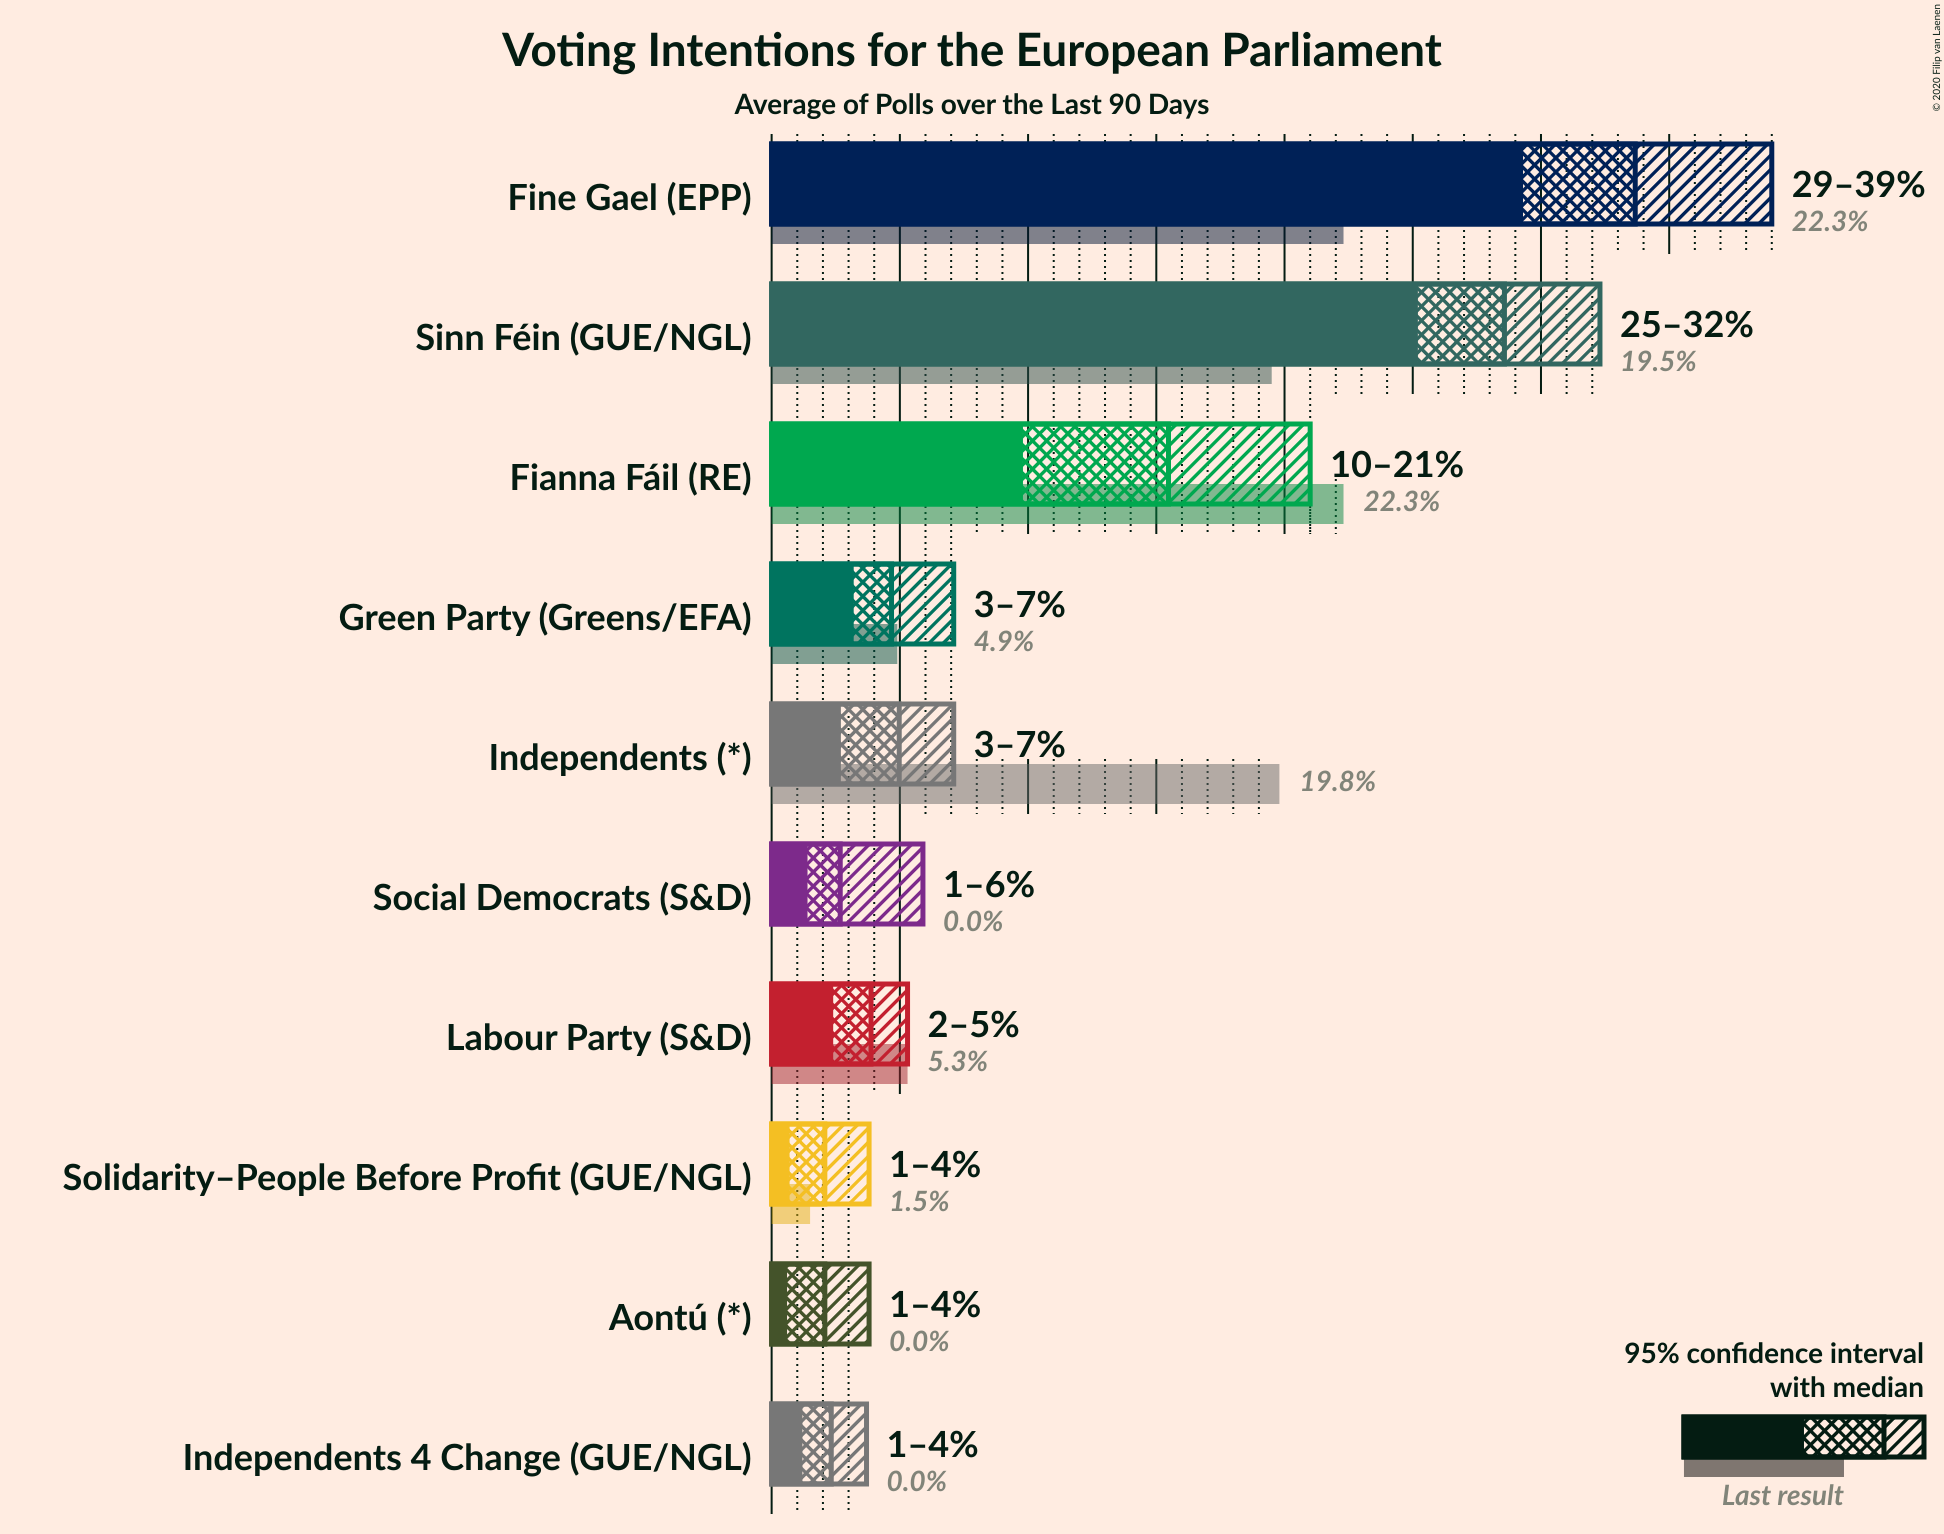 Voting Intentions for the European Parliament
Average of Polls over the Last 90 Days
© 2020 Filip van Laenen
Fine Gael (EPP)
29–39%
22.3%
Sinn Féin (GUE/NGL)
25–32%
19.5%
Fianna Fáil (RE)
10–21%
22.3%
Green Party (Greens/EFA)
3–7%
4.9%
Independents (*)
3–7%
19.8%
Social Democrats (S&D)
1–6%
0.0%
Labour Party (S&D)
2–5%
5.3%
Solidarity–People Before Profit (GUE/NGL)
1–4%
1.5%
Aontú (*)
1–4%
0.0%
Independents 4 Change (GUE/NGL)
1–4%
0.0%
95% confidence interval
with median
Last result